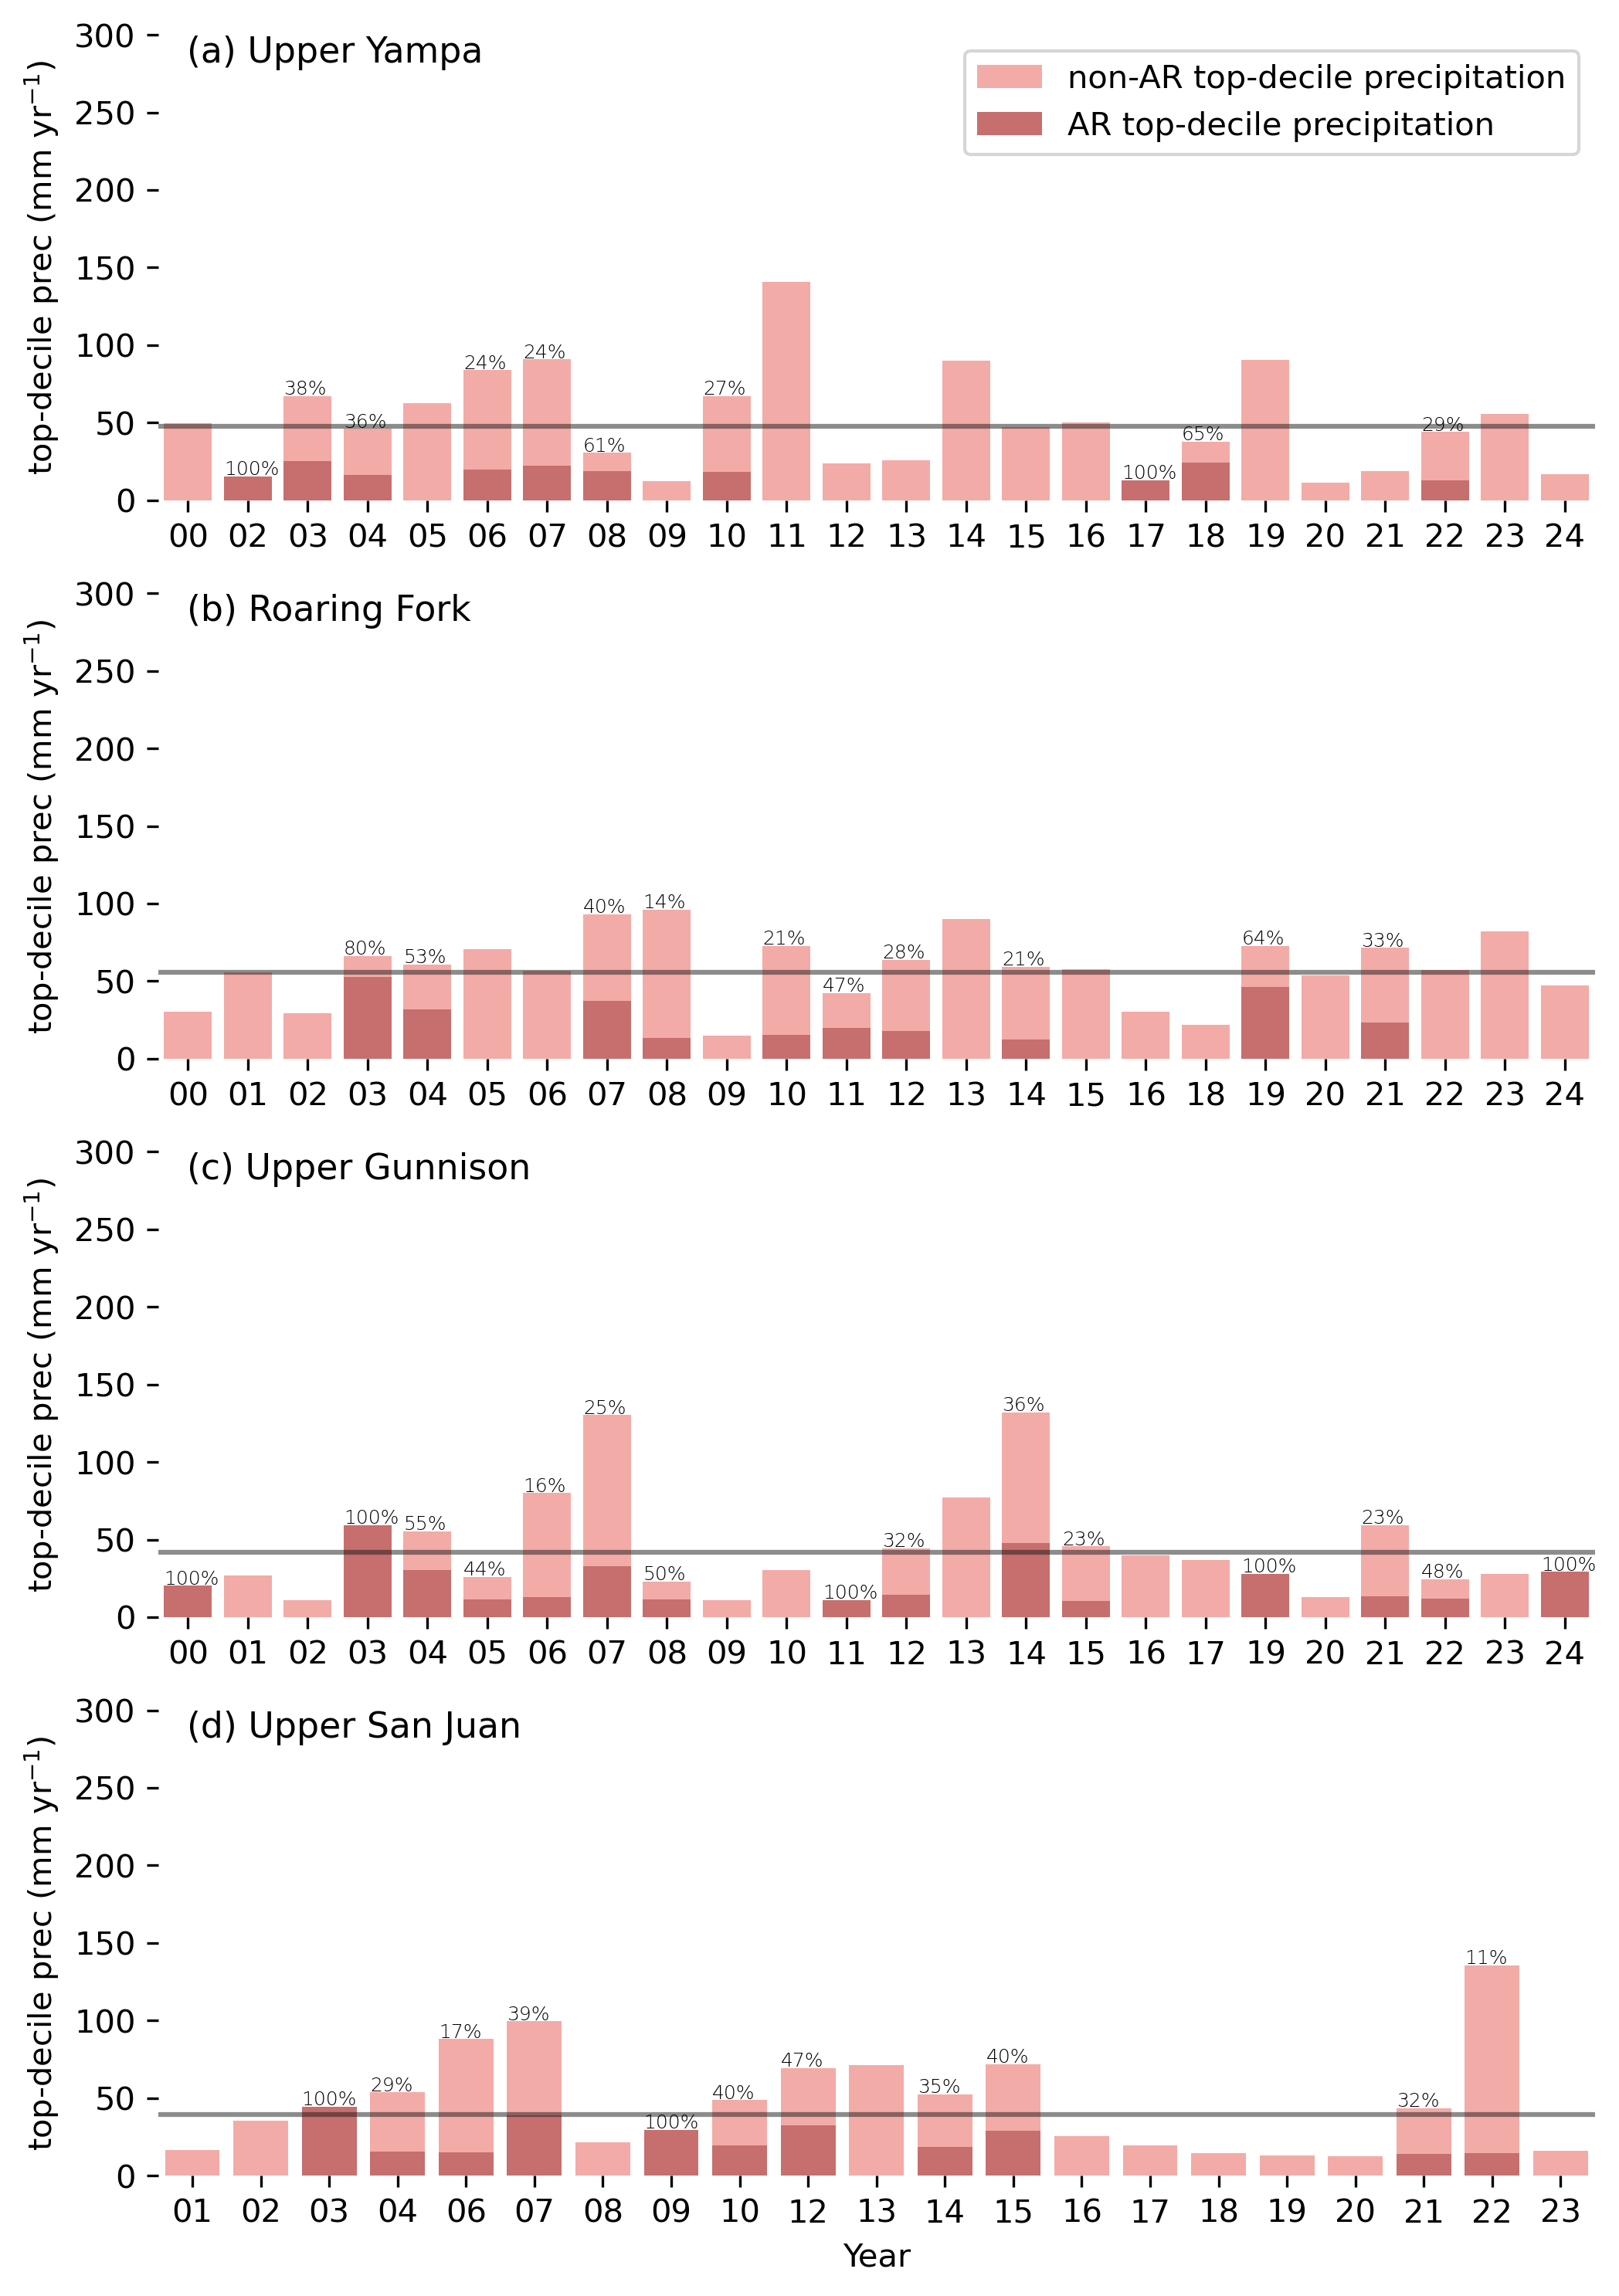 (a) Upper Yampa
non-AR top-decile precipitation
AR top-decile precipitation
top-decile prec (mm yr⁻¹)
300
250
200
150
100
50
0
100% 38% 36% 24% 24% 61% 27% 100% 65% 29%
00 02 03 04 05 06 07 08 09 10 11 12 13 14 15 16 17 18 19 20 21 22 23 24
(b) Roaring Fork
top-decile prec (mm yr⁻¹)
300
250
200
150
100
50
0
80% 53% 40% 14% 21% 47% 28% 21% 64% 33%
00 01 02 03 04 05 06 07 08 09 10 11 12 13 14 15 16 18 19 20 21 22 23 24
(c) Upper Gunnison
top-decile prec (mm yr⁻¹)
300
250
200
150
100
50
0
100% 100% 55% 44% 16% 25% 50% 100% 32% 36% 23% 100% 23% 48% 100%
00 01 02 03 04 05 06 07 08 09 10 11 12 13 14 15 16 17 19 20 21 22 23 24
(d) Upper San Juan
top-decile prec (mm yr⁻¹)
300
250
200
150
100
50
0
100% 29% 17% 39% 100% 40% 47% 35% 40% 32% 11%
01 02 03 04 06 07 08 09 10 12 13 14 15 16 17 18 19 20 21 22 23
Year